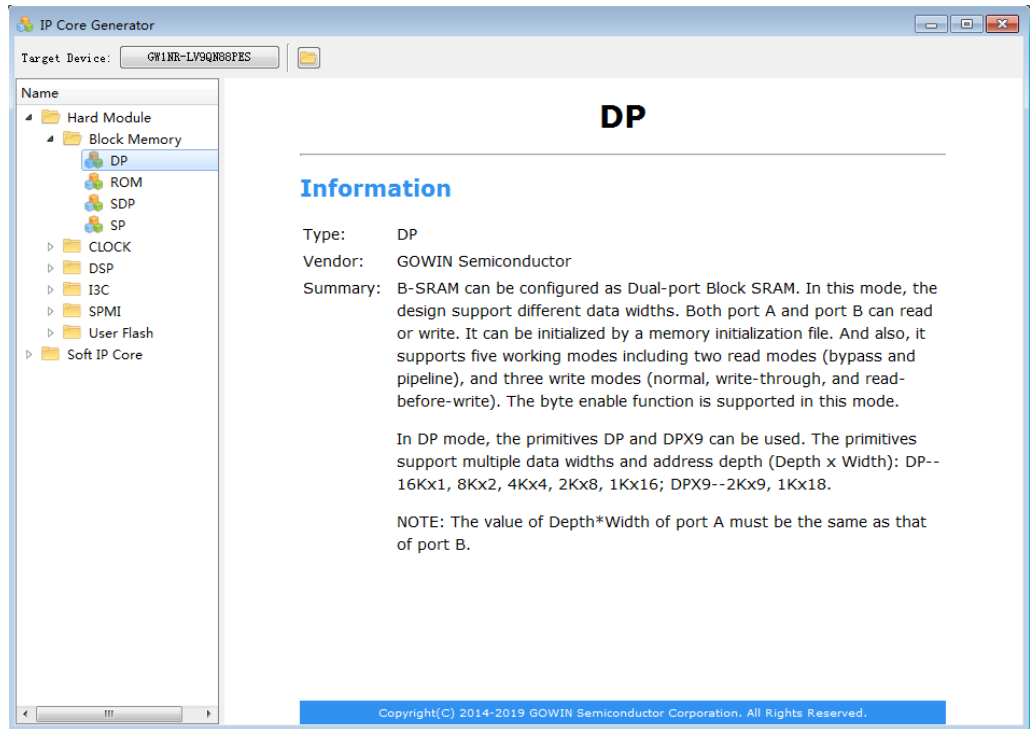 IP Core Generator
Target Device: GW1NR-LV9QN88PES
Name
Hard Module
Block Memory
DP
ROM
SDP
SP
CLOCK
DSP
I3C
SPMI
User Flash
Soft IP Core
DP
Information
Type: DP
Vendor: GOWIN Semiconductor
Summary: B-SRAM can be configured as Dual-port Block SRAM. In this mode, the
design support different data widths. Both port A and port B can read
or write. It can be initialized by a memory initialization file. And also, it
supports five working modes including two read modes (bypass and
pipeline), and three write modes (normal, write-through, and read-
before-write). The byte enable function is supported in this mode.
In DP mode, the primitives DP and DPX9 can be used. The primitives
support multiple data widths and address depth (Depth x Width): DP--
16Kx1, 8Kx2, 4Kx4, 2Kx8, 1Kx16; DPX9--2Kx9, 1Kx18.
NOTE: The value of Depth*Width of port A must be the same as that
of port B.
Copyright(C) 2014-2019 GOWIN Semiconductor Corporation. All Rights Reserved.